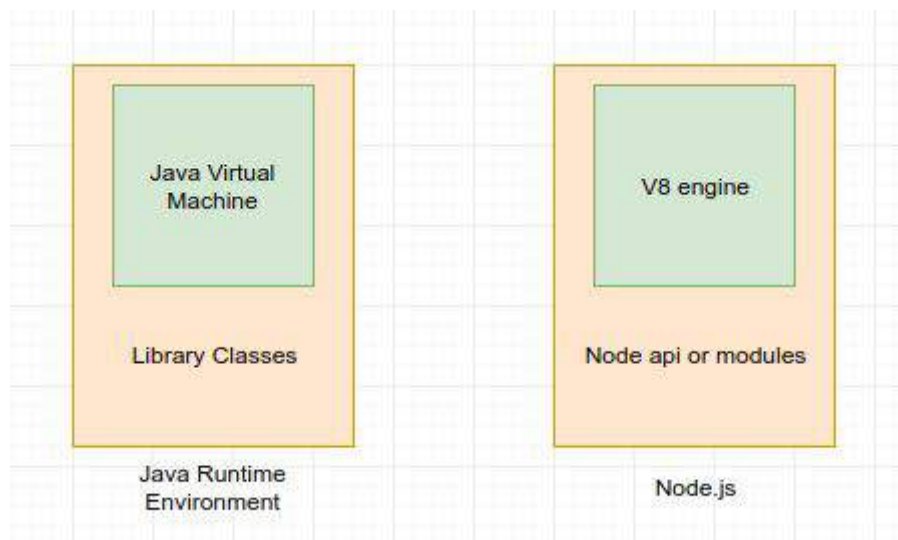 Java Virtual
Machine
Library Classes
Java Runtime
Environment
V8 engine
Node api or modules
Node.js